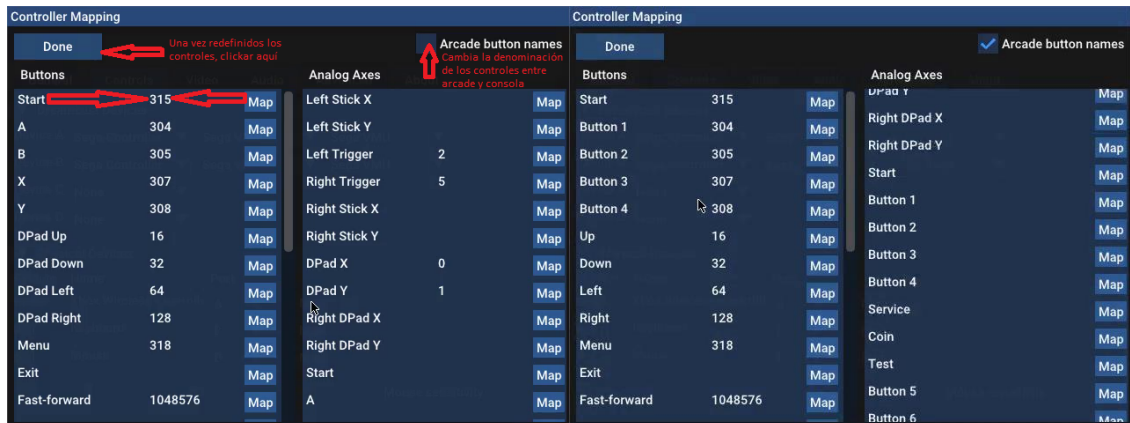 Controller Mapping
Done
Una vez redefinidos los
controles, clickar aquí
Arcade button names
Cambia la denominación
de los controles entre
arcade y consola
Buttons
Start 315 Map
A 304 Map
B 305 Map
X 307 Map
Y 308 Map
DPad Up 16 Map
DPad Down 32 Map
DPad Left 64 Map
DPad Right 128 Map
Menu 318 Map
Exit Map
Fast-forward 1048576 Map
Analog Axes
Left Stick X Map
Left Stick Y Map
Left Trigger 2 Map
Right Trigger 5 Map
Right Stick X Map
Right Stick Y Map
DPad X 0 Map
DPad Y 1 Map
Right DPad X Map
Right DPad Y Map
Start Map
A Map
Controller Mapping
Done
Arcade button names
Buttons
Start 315 Map
Button 1 304 Map
Button 2 305 Map
Button 3 307 Map
Button 4 308 Map
Up 16 Map
Down 32 Map
Left 64 Map
Right 128 Map
Menu 318 Map
Exit Map
Fast-forward 1048576 Map
Analog Axes
DPad Y Map
Right DPad X Map
Right DPad Y Map
Start Map
Button 1 Map
Button 2 Map
Button 3 Map
Button 4 Map
Service Map
Coin Map
Test Map
Button 5 Map
Button 6 Map